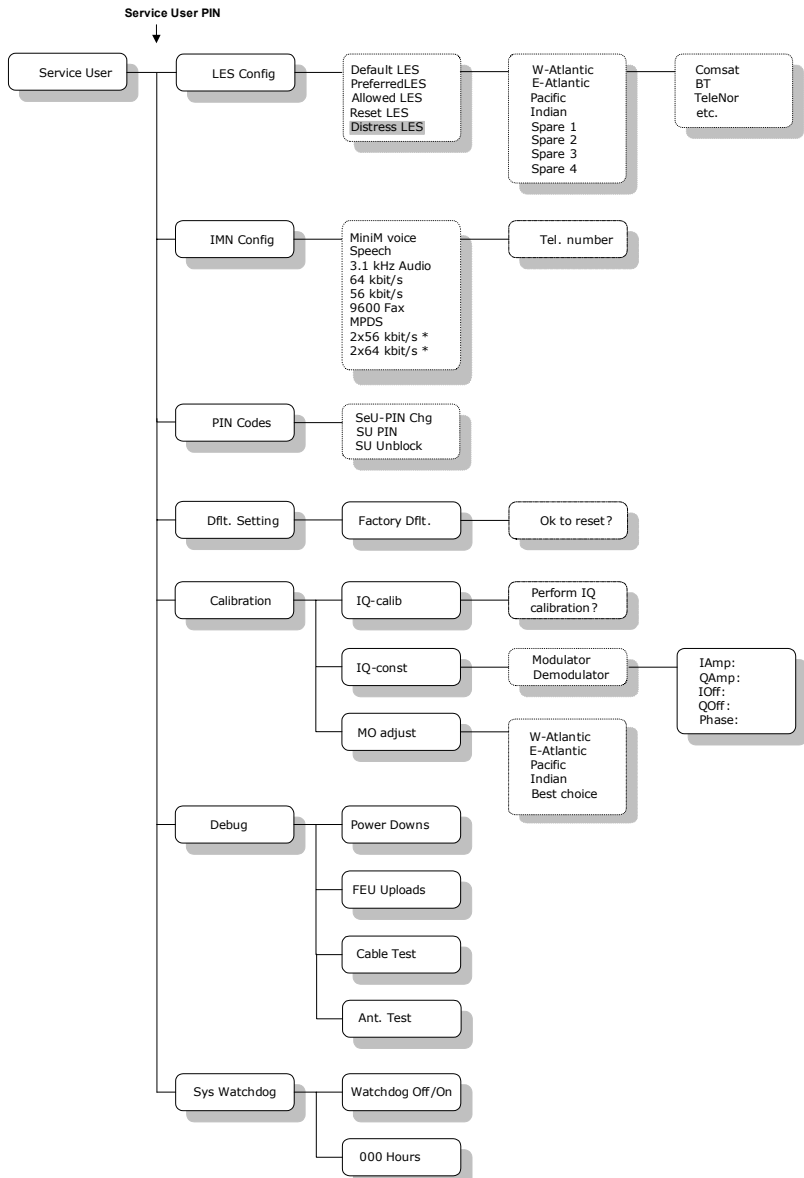 Service User PIN
Service User
LES Config
Default LES
PreferredLES
Allowed LES
Reset LES
Distress LES
W-Atlantic
E-Atlantic
Pacific
Indian
Spare 1
Spare 2
Spare 3
Spare 4
Comsat
BT
TeleNor
etc.
IMN Config
MiniM voice
Speech
3.1 kHz Audio
64 kbit/s
56 kbit/s
9600 Fax
MPDS
2x56 kbit/s *
2x64 kbit/s *
Tel. number
PIN Codes
SeU-PIN Chg
SU PIN
SU Unblock
Dflt. Setting
Factory Dflt.
Ok to reset?
Calibration
IQ-calib
Perform IQ
calibration?
IQ-const
Modulator
Demodulator
IAmp:
QAmp:
IOff:
QOff:
Phase:
MO adjust
W-Atlantic
E-Atlantic
Pacific
Indian
Best choice
Debug
Power Downs
FEU Uploads
Cable Test
Ant. Test
Sys Watchdog
Watchdog Off/On
000 Hours